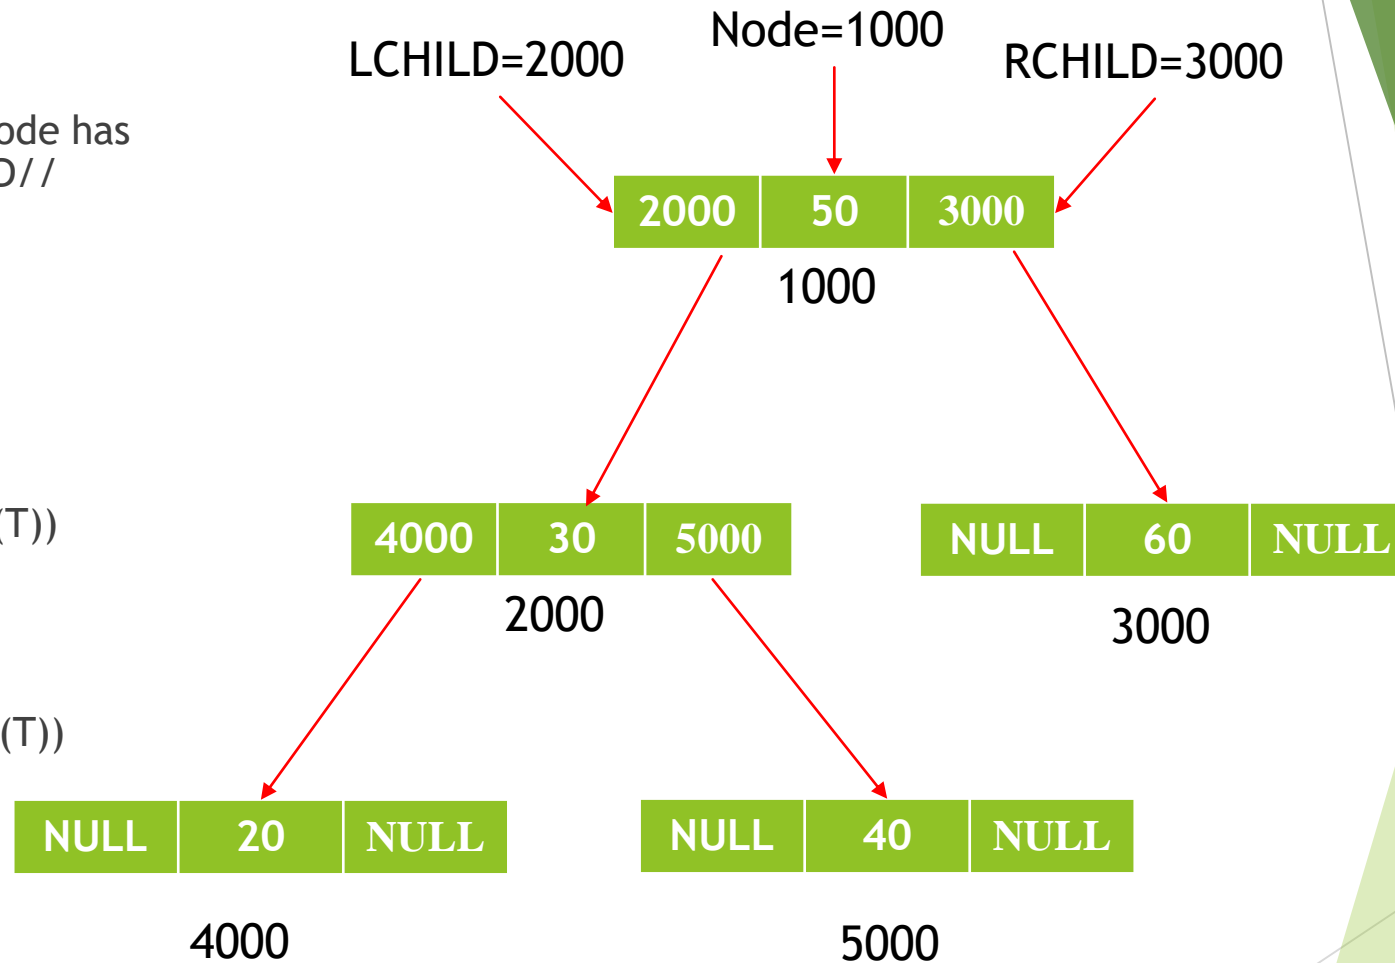 Node=1000
LCHILD=2000
RCHILD=3000
ode has
D//
2000 50 3000
1000
(T))
4000 30 5000
NULL 60 NULL
2000
3000
(T))
NULL 20 NULL
NULL 40 NULL
4000
5000